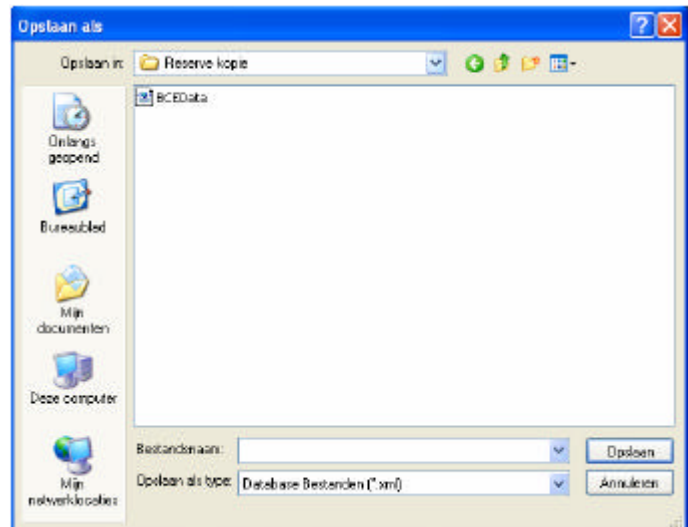 Opslaan als
Opslaan in:
Reserve kopie
BCEData
Onlangs
geopend
Bureaublad
Mijn
documenten
Deze computer
Mijn
netwerklocaties
Bestandsnaam:
Opslaan
Opslaan als type:
Database Bestanden (*.xml)
Annuleren